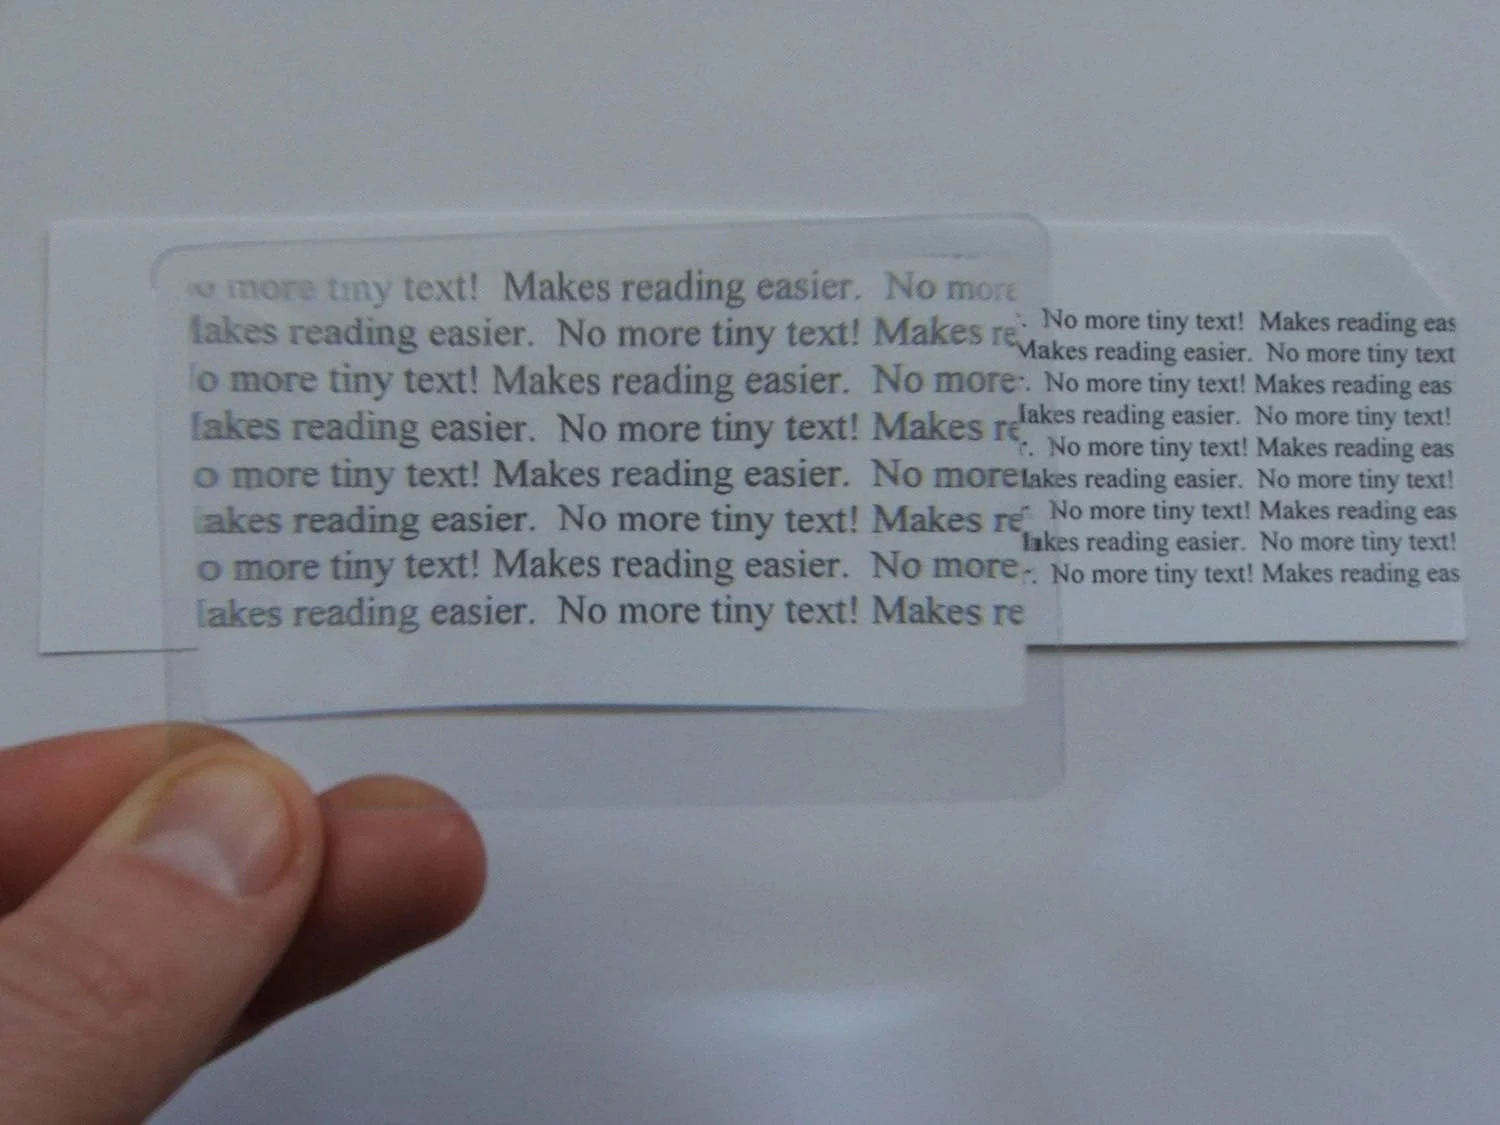 more tiny text! Makes reading easier. No more
akes reading easier. No more tiny text! Makes re
o more tiny text! Makes reading easier. No more
akes reading easier. No more tiny text! Makes re
o more tiny text! Makes reading easier. No more
akes reading easier. No more tiny text! Makes re
o more tiny text! Makes reading easier. No more
akes reading easier. No more tiny text! Makes re
No more tiny text! Makes reading eas
Makes reading easier. No more tiny text
No more tiny text! Makes reading eas
akes reading easier. No more tiny text!
No more tiny text! Makes reading eas
akes reading easier. No more tiny text!
No more tiny text! Makes reading eas
akes reading easier. No more tiny text!
r. No more tiny text! Makes reading eas